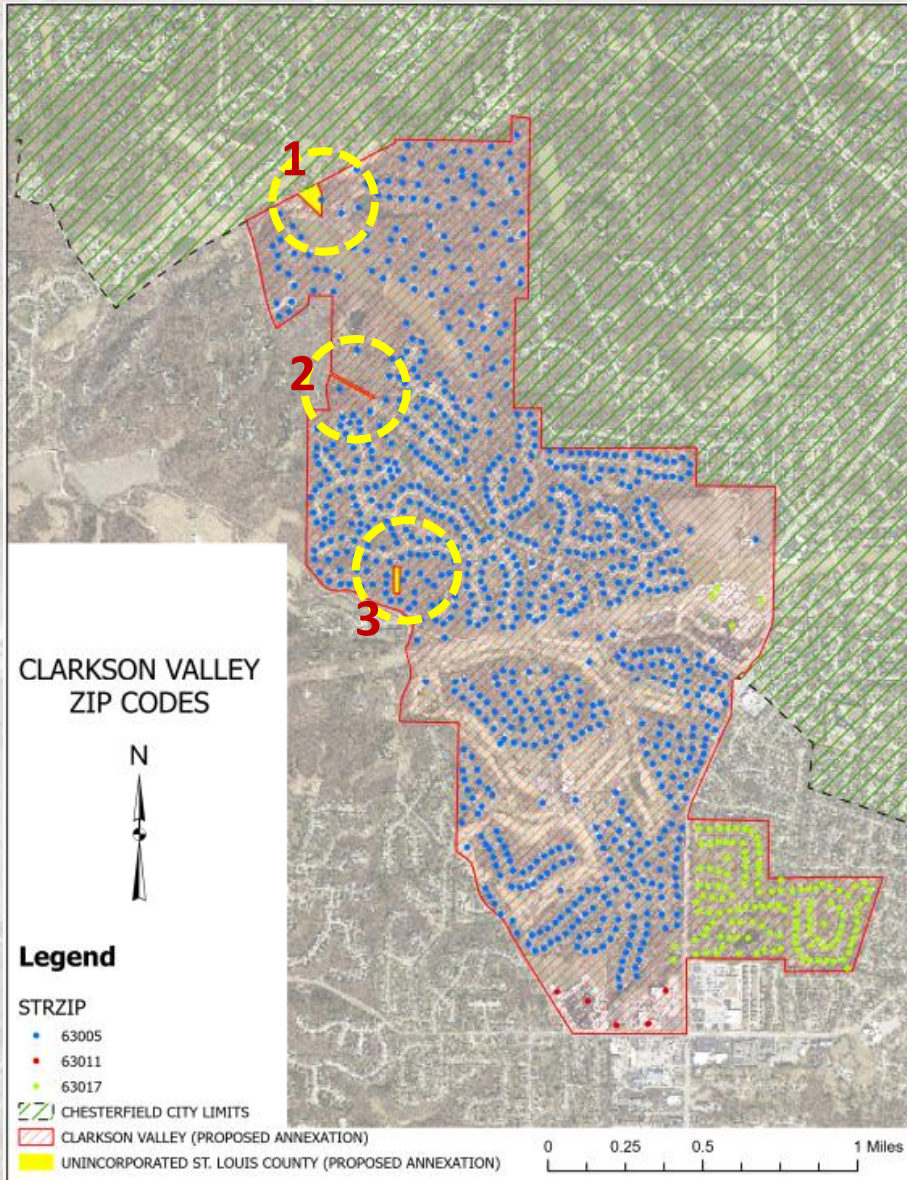 1
2
3
CLARKSON VALLEY
ZIP CODES
N
Legend
STRZIP
63005
63011
63017
CHESTERFIELD CITY LIMITS
CLARKSON VALLEY (PROPOSED ANNEXATION)
UNINCORPORATED ST. LOUIS COUNTY (PROPOSED ANNEXATION)
0 0.25 0.5 1 Miles